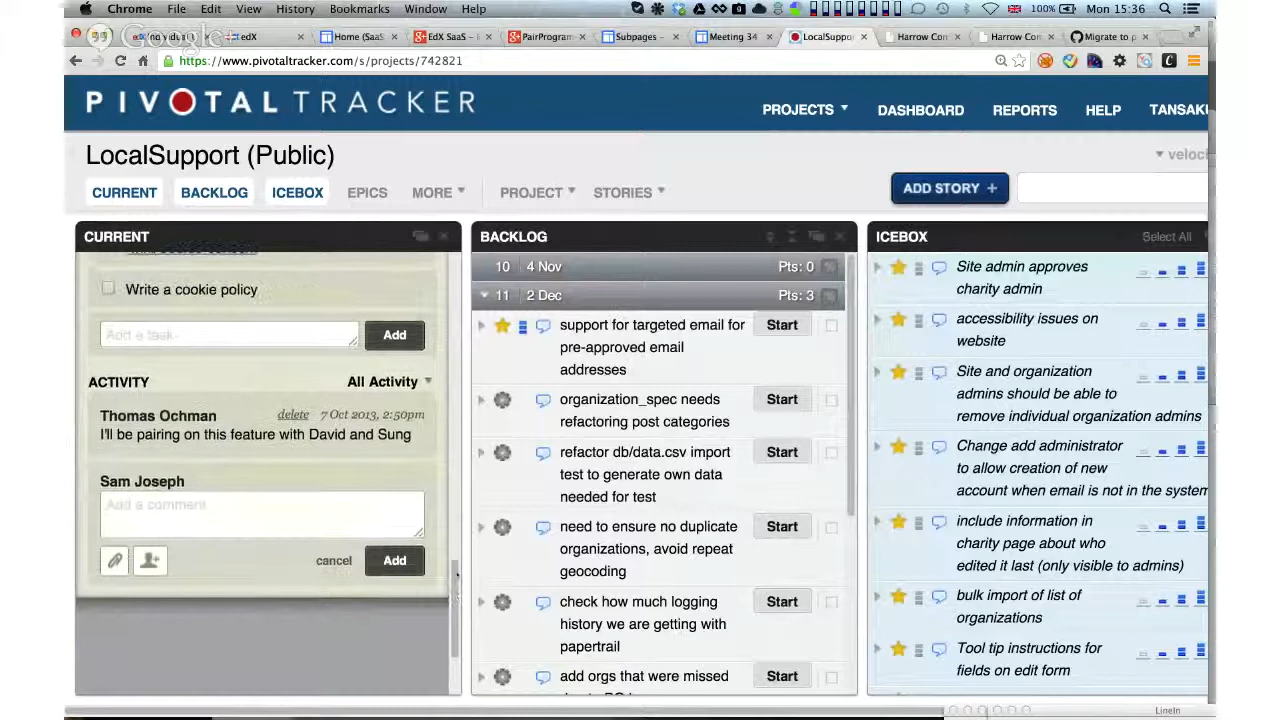 Chrome File Edit View History Bookmarks Window Help 100% Mon 15:36
Google
edX Home (SaaS EdX SaaS - PairProgram Subpages - Meeting 34 LocalSuppo Harrow Con Harrow Con Migrate to p
https://www.pivotaltracker.com/s/projects/742821
PIVOTAL TRACKER
PROJECTS DASHBOARD REPORTS HELP TANSAKU
LocalSupport (Public)
veloc
CURRENT BACKLOG ICEBOX EPICS MORE PROJECT STORIES
ADD STORY +
CURRENT
Write a cookie policy
Add a task
Add
ACTIVITY All Activity
Thomas Ochman delete 7 Oct 2013, 2:50pm
I'll be pairing on this feature with David and Sung
Sam Joseph
Add a comment
cancel Add
BACKLOG
10 4 Nov Pts: 0
11 2 Dec Pts: 3
support for targeted email for
pre-approved email
addresses
Start
organization_spec needs
refactoring post categories
Start
refactor db/data.csv import
test to generate own data
needed for test
Start
need to ensure no duplicate
organizations, avoid repeat
geocoding
Start
check how much logging
history we are getting with
papertrail
Start
add orgs that were missed
Start
ICEBOX Select All
Site admin approves
charity admin
accessibility issues on
website
Site and organization
admins should be able to
remove individual organization admins
Change add administrator
to allow creation of new
account when email is not in the system
include information in
charity page about who
edited it last (only visible to admins)
bulk import of list of
organizations
Tool tip instructions for
fields on edit form
LineIn